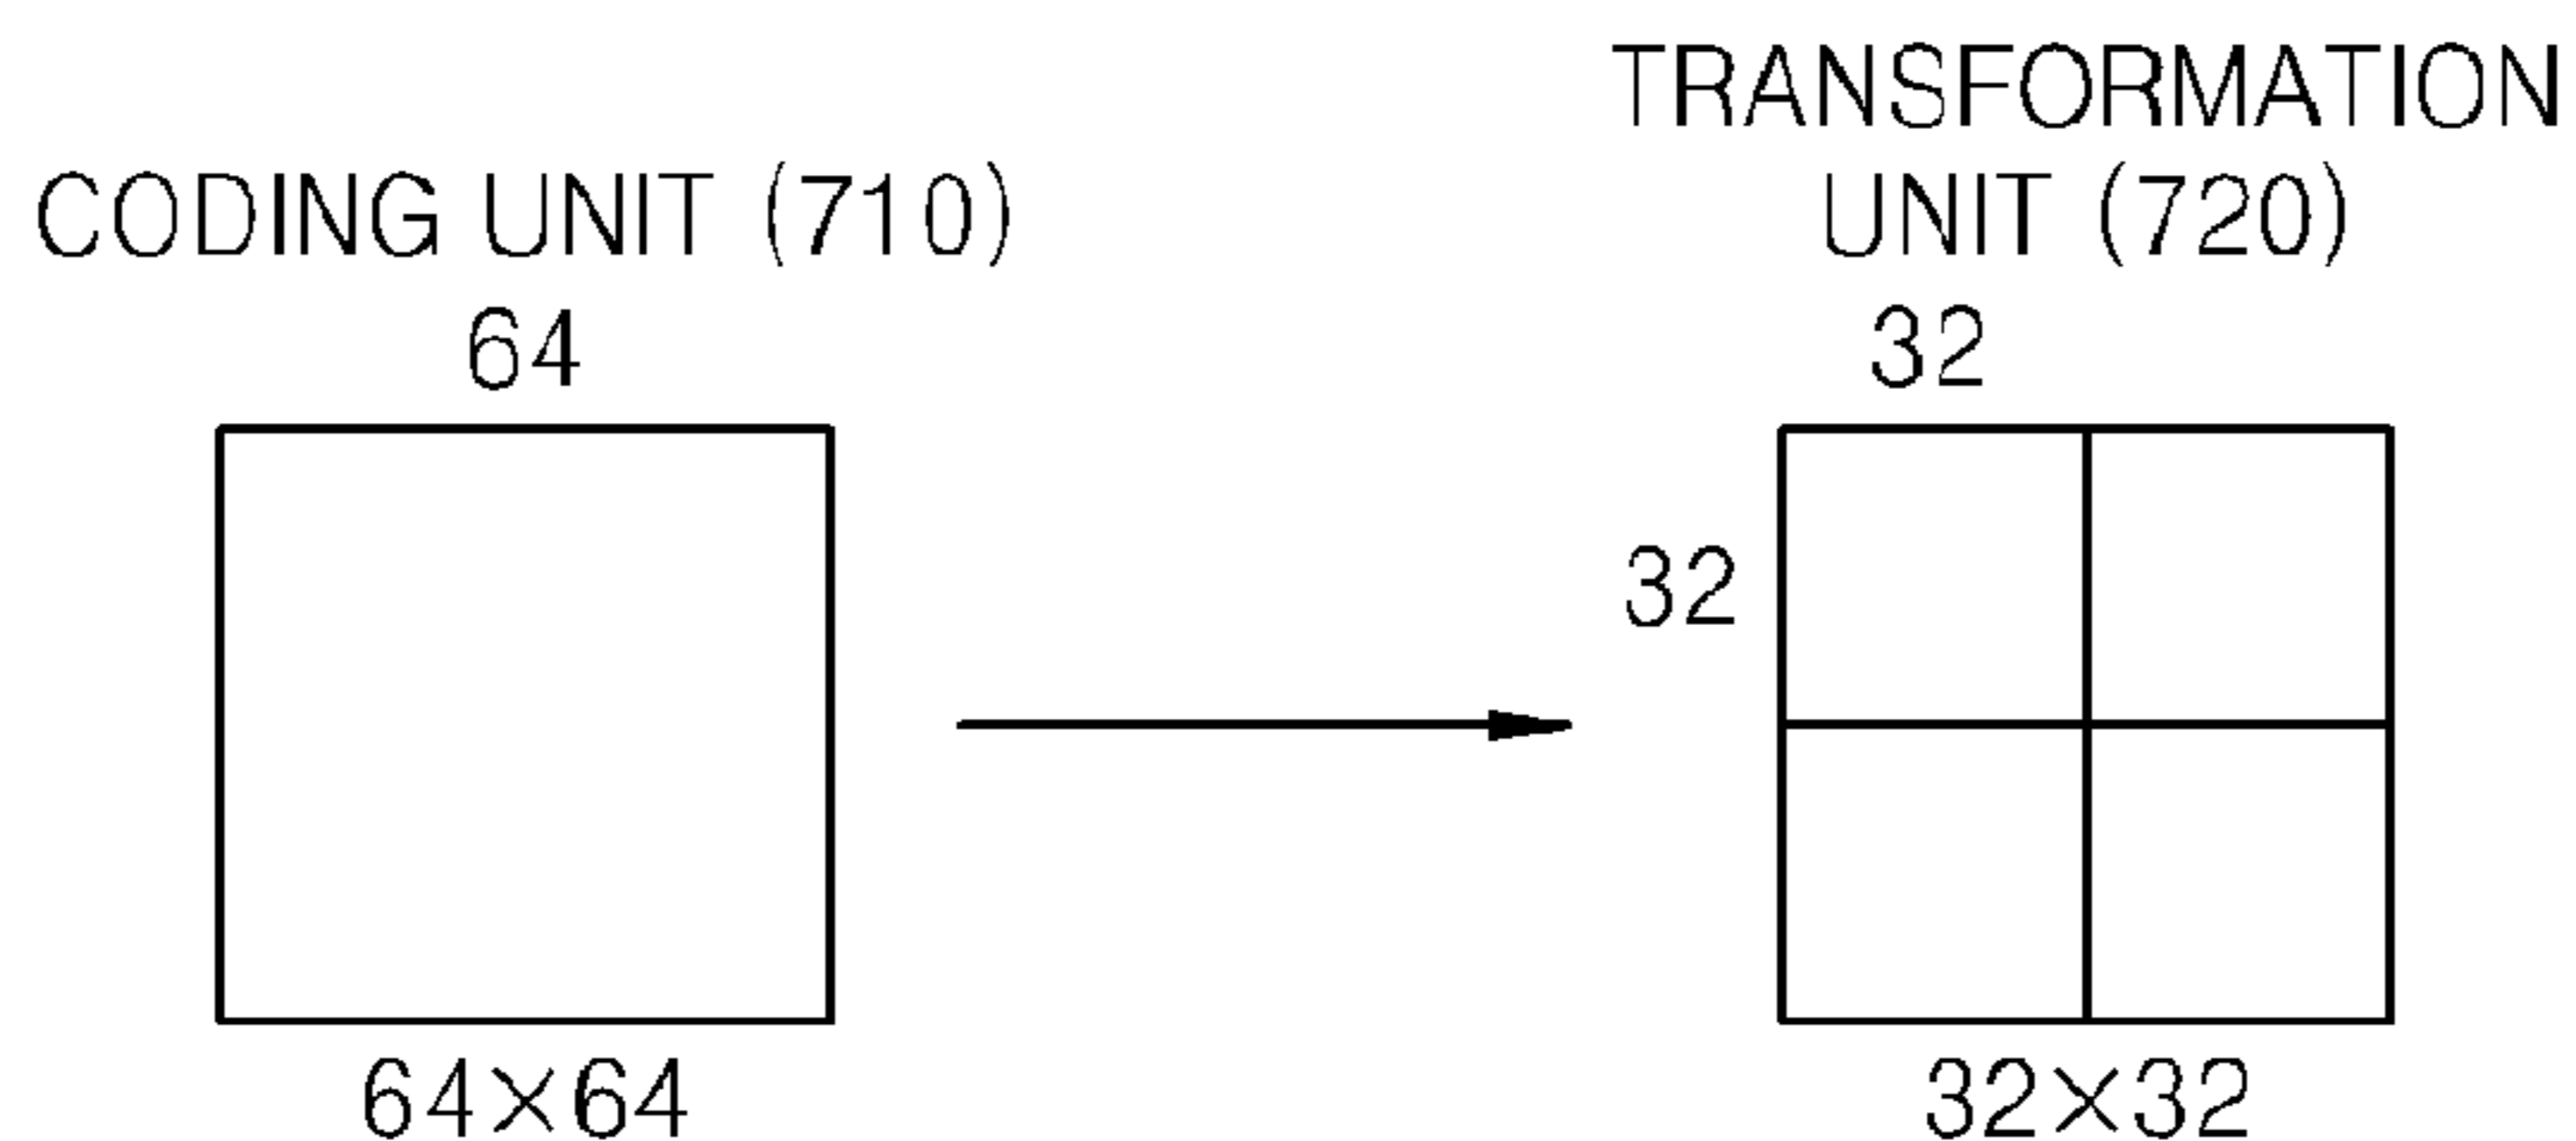 CODING UNIT (710)
64
64×64
TRANSFORMATION
UNIT (720)
32
32
32×32